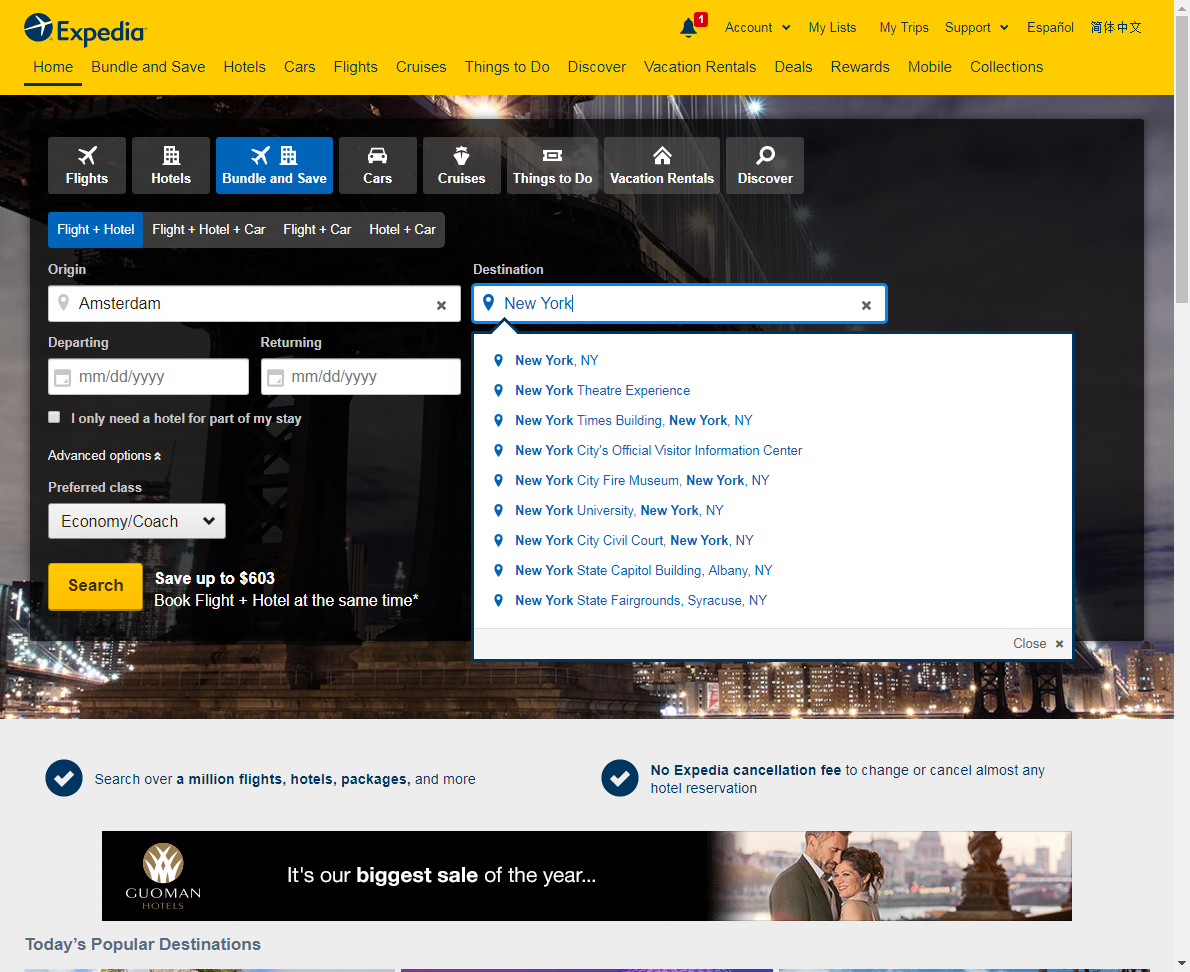 Expedia
1
Account
My Lists
My Trips
Support
Español
简体中文
Home
Bundle and Save
Hotels
Cars
Flights
Cruises
Things to Do
Discover
Vacation Rentals
Deals
Rewards
Mobile
Collections
Flights
Hotels
Bundle and Save
Cars
Cruises
Things to Do
Vacation Rentals
Discover
Flight + Hotel
Flight + Hotel + Car
Flight + Car
Hotel + Car
Origin
Amsterdam
Destination
New York
Departing
mm/dd/yyyy
Returning
mm/dd/yyyy
I only need a hotel for part of my stay
Advanced options
Preferred class
Economy/Coach
Search
Save up to $603
Book Flight + Hotel at the same time*
New York, NY
New York Theatre Experience
New York Times Building, New York, NY
New York City's Official Visitor Information Center
New York City Fire Museum, New York, NY
New York University, New York, NY
New York City Civil Court, New York, NY
New York State Capitol Building, Albany, NY
New York State Fairgrounds, Syracuse, NY
Close
Search over a million flights, hotels, packages, and more
No Expedia cancellation fee to change or cancel almost any
hotel reservation
GUOMAN
HOTELS
It's our biggest sale of the year...
Today's Popular Destinations